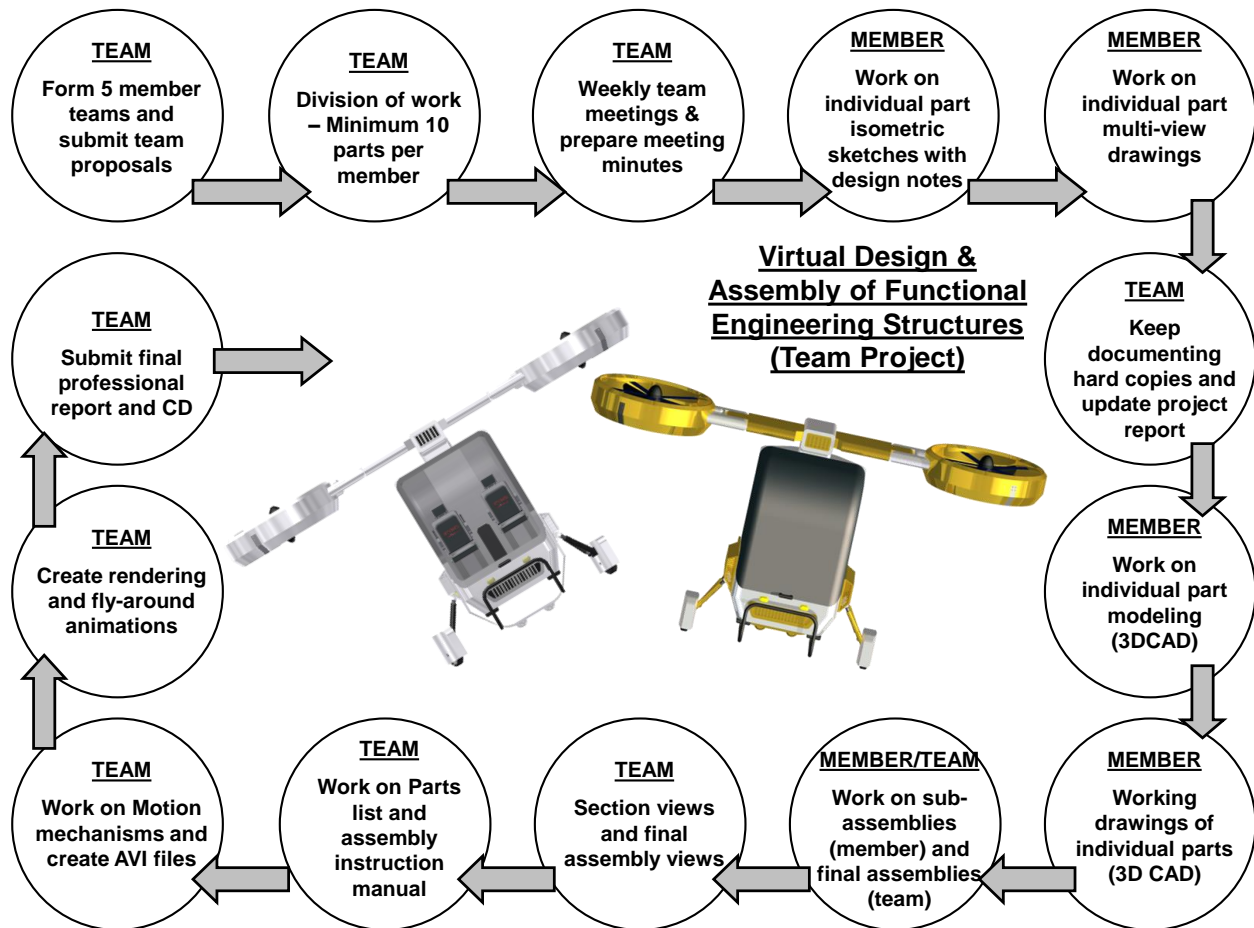 TEAM
Form 5 member
teams and
submit team
proposals
TEAM
Division of work
– Minimum 10
parts per
member
TEAM
Weekly team
meetings &
prepare meeting
minutes
MEMBER
Work on
individual part
isometric
sketches with
design notes
MEMBER
Work on
individual part
multi-view
drawings
Virtual Design &
Assembly of Functional
Engineering Structures
(Team Project)
TEAM
Keep
documenting
hard copies and
update project
report
MEMBER
Work on
individual part
modeling
(3DCAD)
MEMBER
Working
drawings of
individual parts
(3D CAD)
MEMBER/TEAM
Work on sub-
assemblies
(member) and
final assemblies
(team)
TEAM
Section views
and final
assembly views
TEAM
Work on Parts
list and
assembly
instruction
manual
TEAM
Work on Motion
mechanisms and
create AVI files
TEAM
Create rendering
and fly-around
animations
TEAM
Submit final
professional
report and CD